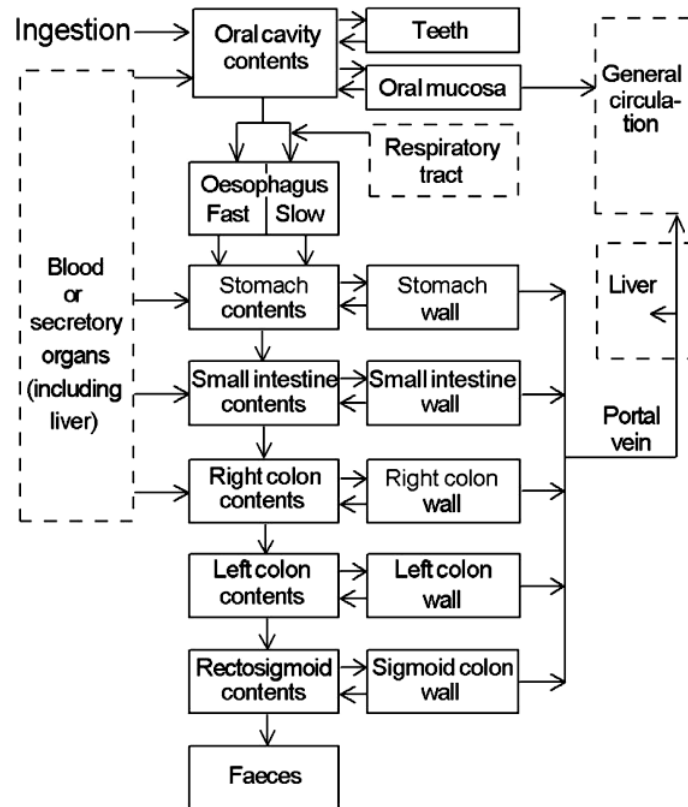 Ingestion
Oral cavity
contents
Teeth
Oral mucosa
General
circula-
tion
Respiratory
tract
Oesophagus
Fast
Slow
Blood
or
secretory
organs
(including
liver)
Stomach
contents
Stomach
wall
Liver
Small intestine
contents
Small intestine
wall
Portal
vein
Right colon
contents
Right colon
wall
Left colon
contents
Left colon
wall
Rectosigmoid
contents
Sigmoid colon
wall
Faeces